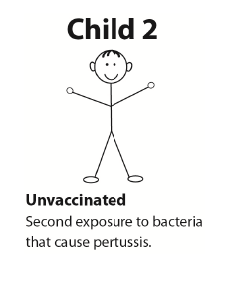 Child 2
Unvaccinated
Second exposure to bacteria
that cause pertussis.